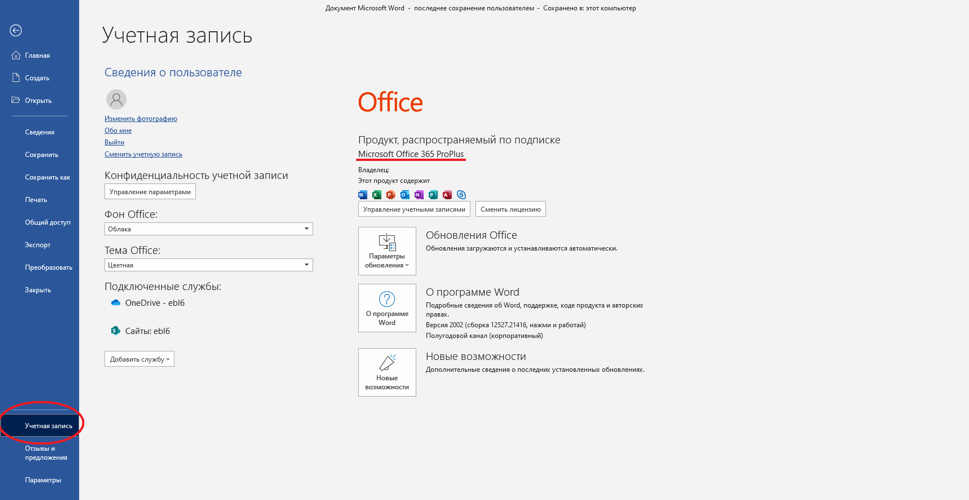 Документ Microsoft Word - последнее сохранение пользователем - Сохранено в: этот компьютер
Главная
Создать
Открыть
Сведения
Сохранить
Сохранить как
Печать
Общий доступ
Экспорт
Преобразовать
Закрыть
Учетная запись
Отзывы и
предложения
Параметры
Учетная запись
Сведения о пользователе
Изменить фотографию
Обо мне
Выйти
Сменить учетную запись
Конфиденциальность учетной записи
Управление параметрами
Фон Office:
Облака
Тема Office:
Цветная
Подключенные службы:
OneDrive - ebl6
Сайты: ebl6
Добавить службу
Office
Продукт, распространяемый по подписке
Microsoft Office 365 ProPlus
Владелец:
Этот продукт содержит
Управление учетными записями
Сменить лицензию
Параметры
обновления
Обновления Office
Обновления загружаются и устанавливаются автоматически.
О программе
Word
О программе Word
Подробные сведения об Word, поддержке, коде продукта и авторских
правах.
Версия 2002 (сборка 12527.21416, нажми и работай)
Полугодовой канал (корпоративный)
Новые
возможности
Новые возможности
Дополнительные сведения о последних установленных обновлениях.